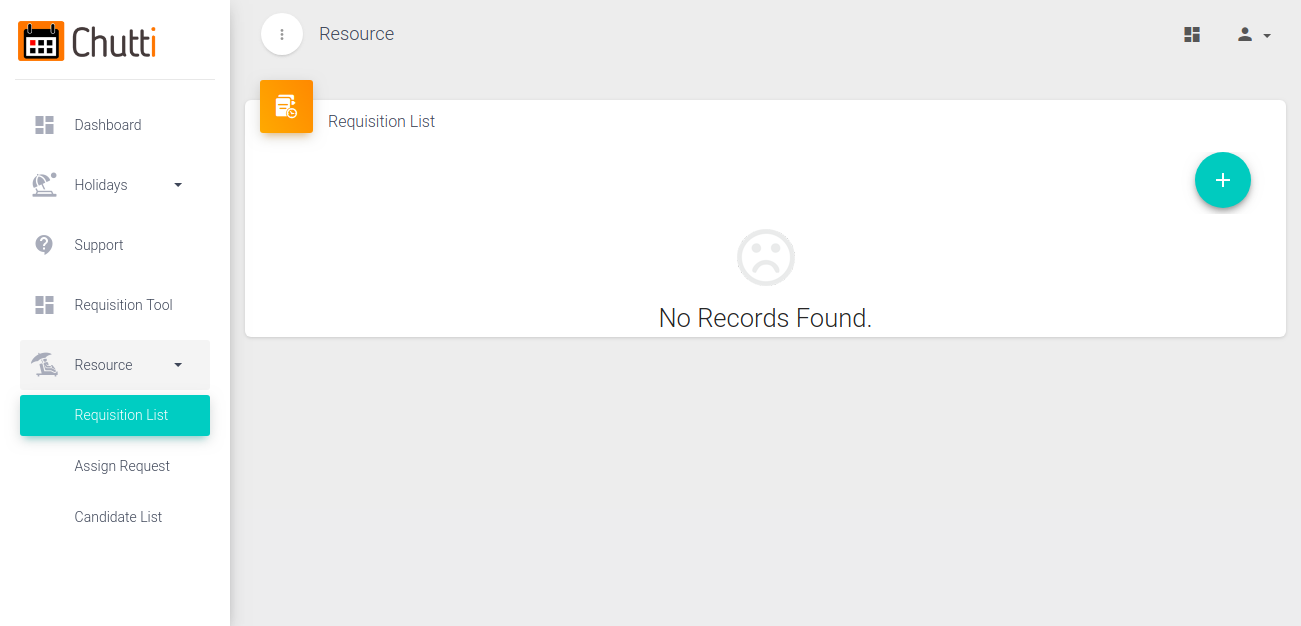 Chutti
Dashboard
Holidays
Support
Requisition Tool
Resource
Requisition List
Assign Request
Candidate List
Resource
Requisition List
No Records Found.